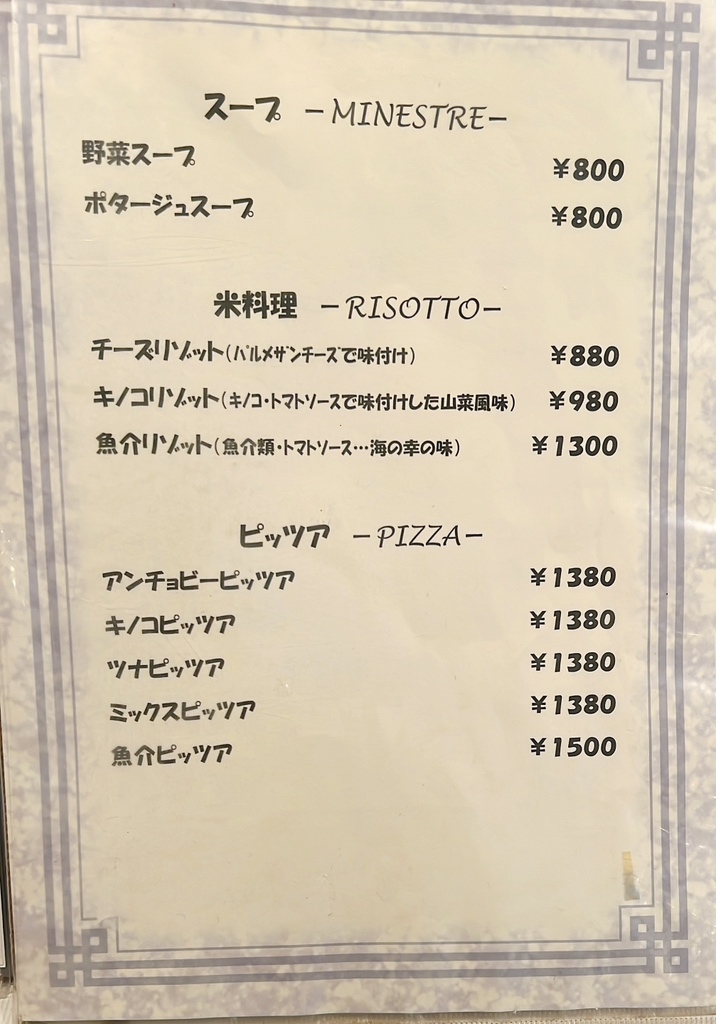 スープ －MINESTRE－
野菜スープ ¥800
ポタージュスープ ¥800
米料理 －RISOTTO－
チーズリゾット(パルメザンチーズで味付け) ¥880
キノコリゾット(キノコ・トマトソースで味付けした山菜風味) ¥980
魚介リゾット(魚介類・トマトソース…海の幸の味) ¥1300
ピッツア －PIZZA－
アンチョビーピッツア ¥1380
キノコピッツア ¥1380
ツナピッツア ¥1380
ミックスピッツア ¥1380
魚介ピッツア ¥1500